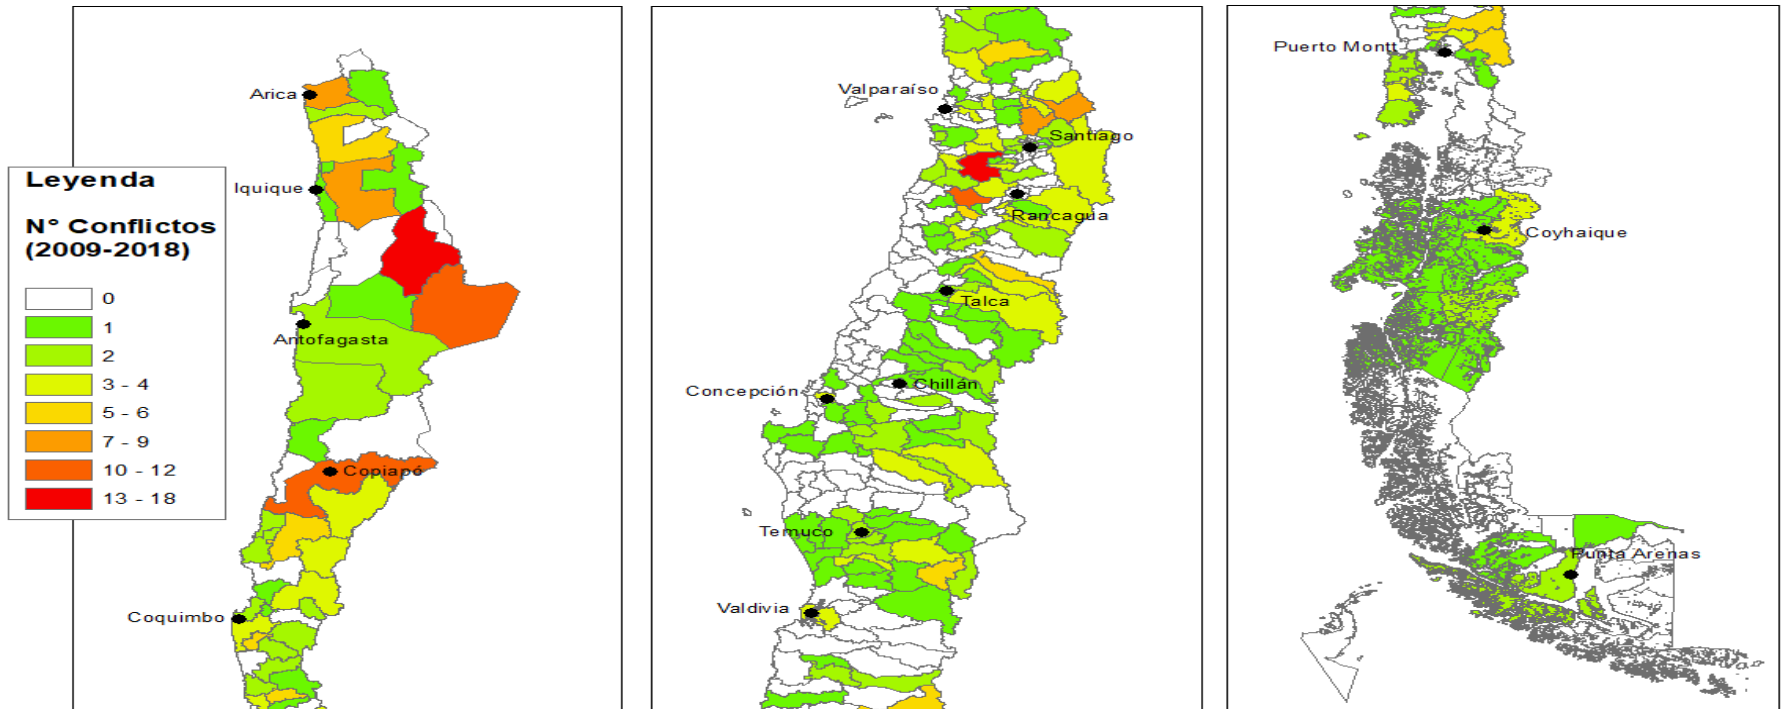 Arica
Iquique
Antofagasta
Copiapó
Coquimbo
Leyenda
N° Conflictos
(2009-2018)
0
1
2
3 - 4
5 - 6
7 - 9
10 - 12
13 - 18
Valparaíso
Santiago
Rancagua
Talca
Chillán
Concepción
Temuco
Valdivia
Puerto Montt
Coyhaique
Punta Arenas